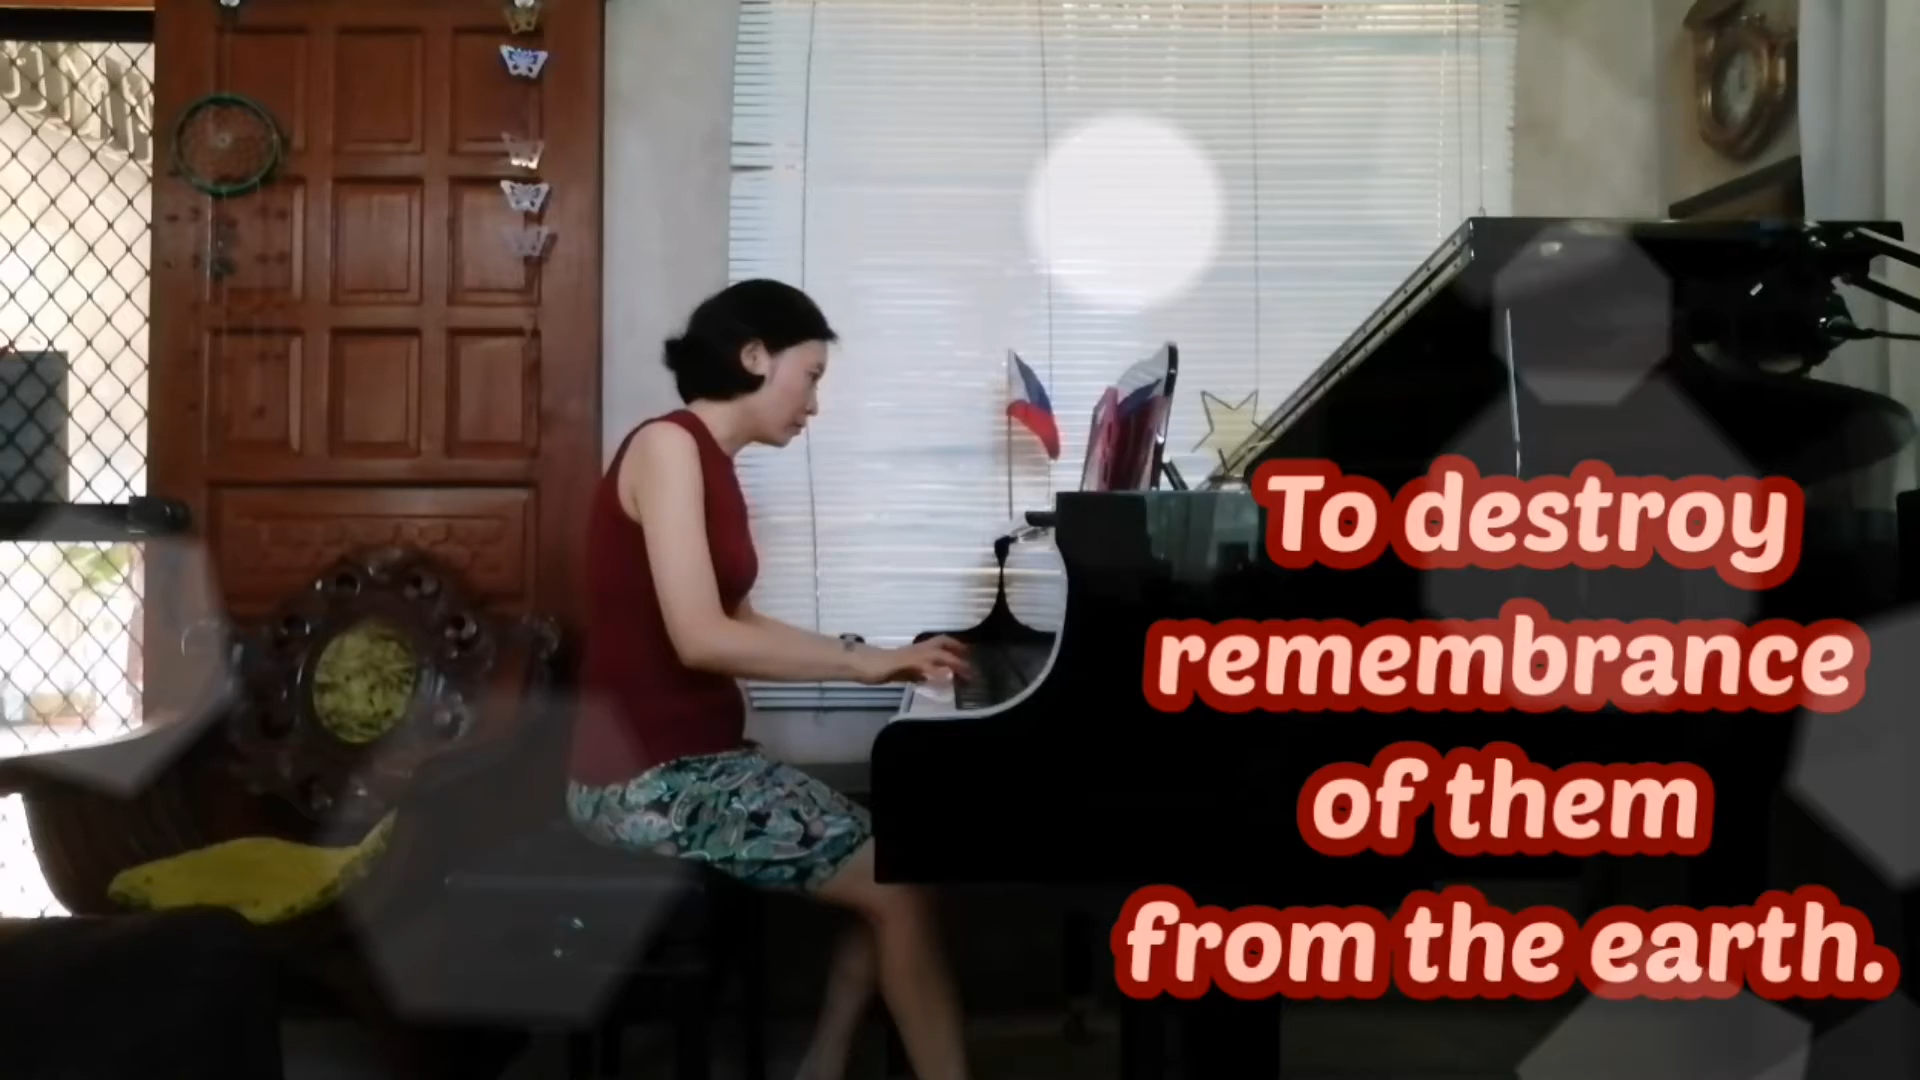 To destroy
remembrance
of them
from the earth.